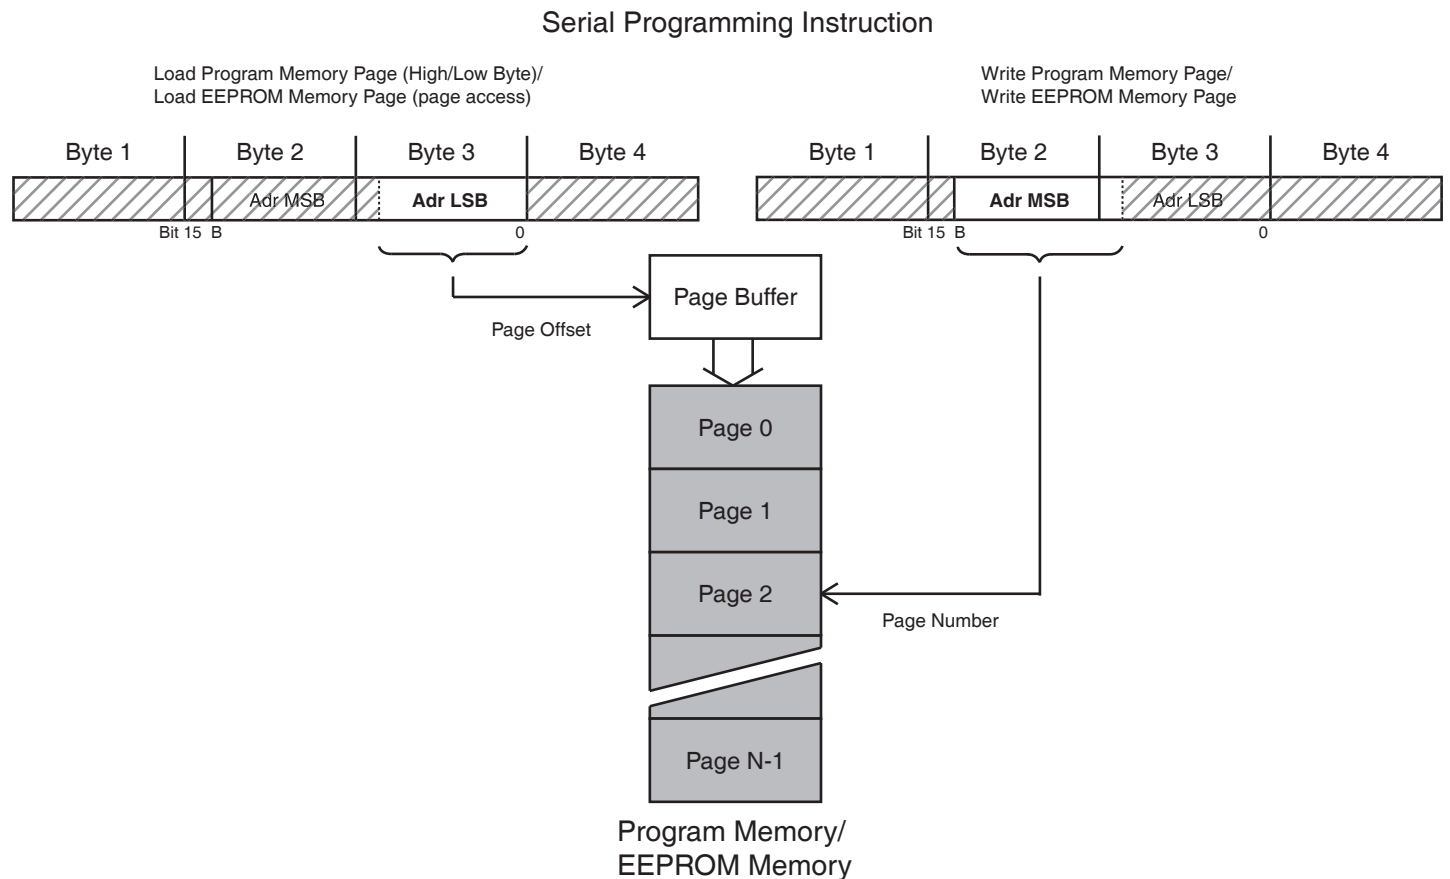 Serial Programming Instruction
Load Program Memory Page (High/Low Byte)/
Load EEPROM Memory Page (page access)
Write Program Memory Page/
Write EEPROM Memory Page
Byte 1 Byte 2 Byte 3 Byte 4
Byte 1 Byte 2 Byte 3 Byte 4
Adr MSB Adr LSB
Adr MSB Adr LSB
Bit 15 B 0
Bit 15 B 0
Page Buffer
Page Offset
Page 0
Page 1
Page 2
Page Number
Page N-1
Program Memory/
EEPROM Memory